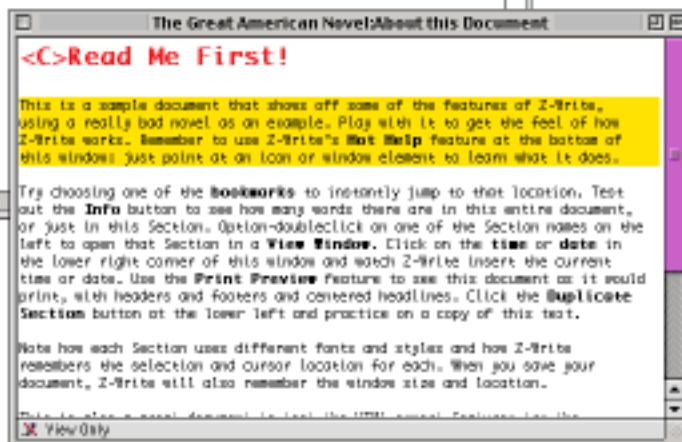 The Great American Novel:About this Document
<C>Read Me First!
This is a sample document that shows off some of the features of Z-Write,
using a really bad novel as an example. Play with it to get the feel of how
Z-Write works. Remember to use Z-Write's Hot Help feature at the bottom of
this window: just point at an icon or window element to learn what it does.
Try choosing one of the bookmarks to instantly jump to that location. Test
out the Info button to see how many words there are in this entire document,
or just in this Section. Option-doubleclick on one of the Section names on the
left to open that Section in a View Window. Click on the time or date in
the lower right corner of this window and watch Z-Write insert the current
time or date. Use the Print Preview feature to see this document as it would
print, with headers and footers and centered headlines. Click the Duplicate
Section button at the lower left and practice on a copy of this text.
Note how each Section uses different fonts and styles and how Z-Write
remembers the selection and cursor location for each. When you save your
document, Z-Write will also remember the window size and location.
View Only